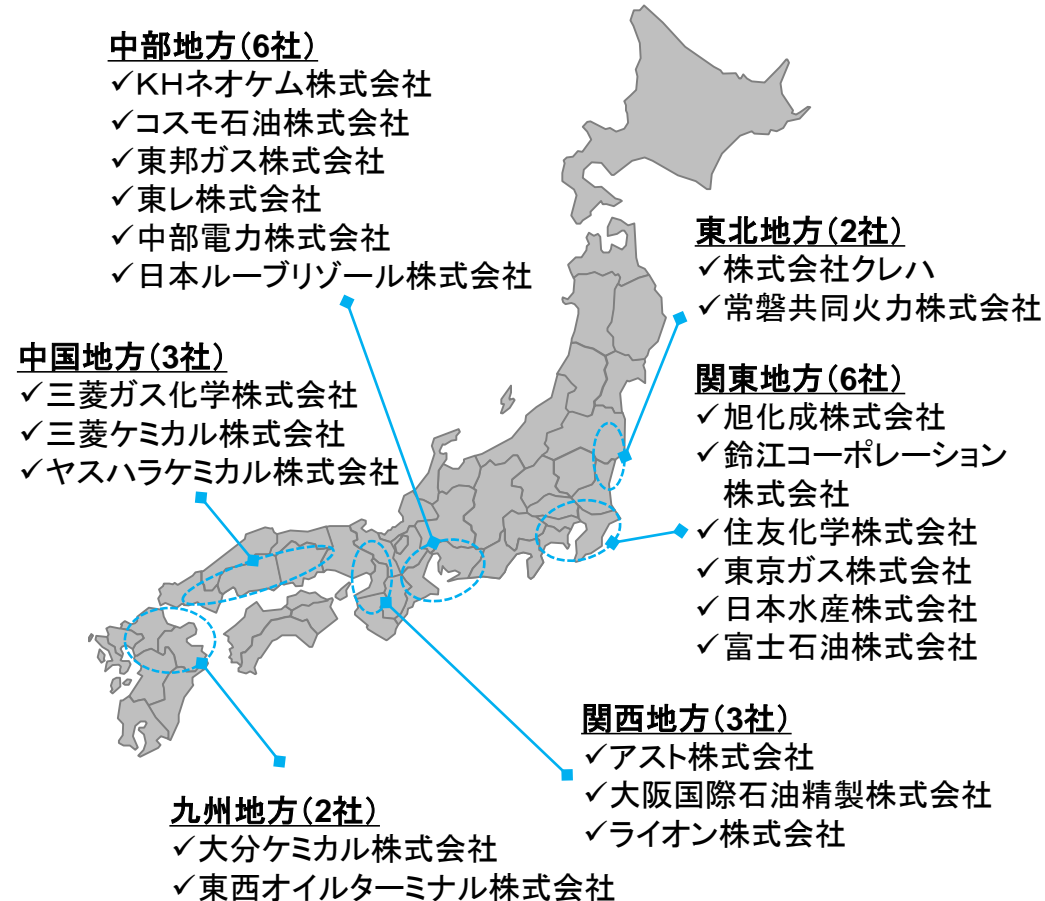 中部地方(6社)
✓KHネオケム株式会社
✓コスモ石油株式会社
✓東邦ガス株式会社
✓東レ株式会社
✓中部電力株式会社
✓日本ルーブリゾール株式会社
東北地方(2社)
✓株式会社クレハ
✓常磐共同火力株式会社
中国地方(3社)
✓三菱ガス化学株式会社
✓三菱ケミカル株式会社
✓ヤスハラケミカル株式会社
関東地方(6社)
✓旭化成株式会社
✓鈴江コーポレーション
株式会社
✓住友化学株式会社
✓東京ガス株式会社
✓日本水産株式会社
✓富士石油株式会社
関西地方(3社)
✓アスト株式会社
✓大阪国際石油精製株式会社
✓ライオン株式会社
九州地方(2社)
✓大分ケミカル株式会社
✓東西オイルターミナル株式会社